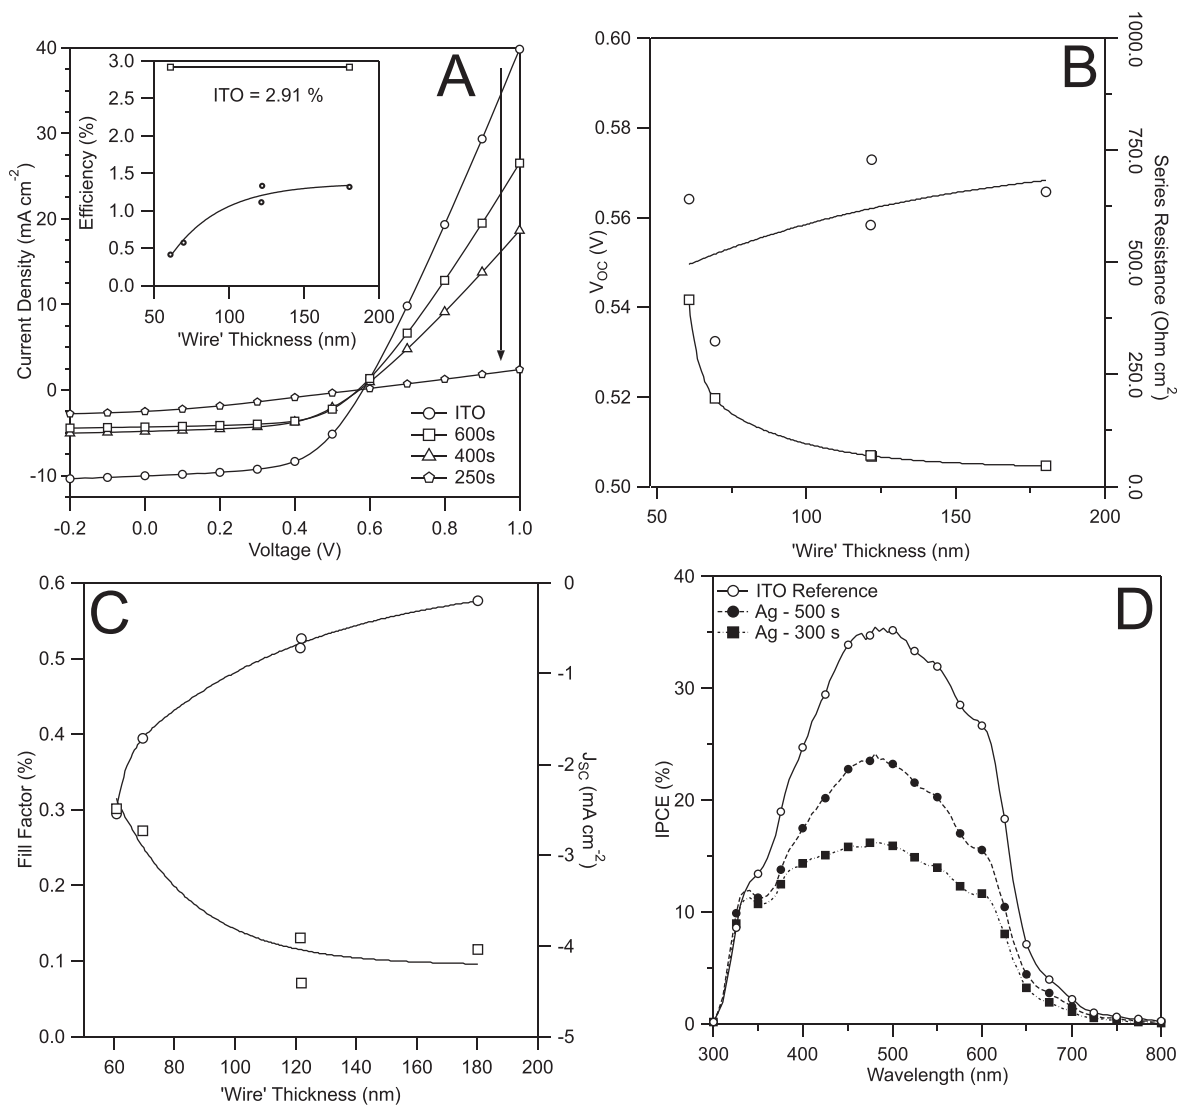 A
40
30
20
10
0
-10
Current Density (mA cm-2)
-0.2
0.0
0.2
0.4
0.6
0.8
1.0
Voltage (V)
3.0
2.5
2.0
1.5
1.0
0.5
0.0
Efficiency (%)
ITO = 2.91 %
50
100
150
200
'Wire' Thickness (nm)
ITO
600s
400s
250s
B
0.60
0.58
0.56
0.54
0.52
0.50
VOC (V)
1000.0
750.0
500.0
250.0
0.0
Series Resistance (Ohm cm2)
50
100
150
200
'Wire' Thickness (nm)
C
0.6
0.5
0.4
0.3
0.2
0.1
0.0
Fill Factor (%)
0
-1
-2
-3
-4
-5
JSC (mA cm-2)
60
80
100
120
140
160
180
200
'Wire' Thickness (nm)
D
40
30
20
10
0
IPCE (%)
ITO Reference
Ag - 500 s
Ag - 300 s
300
400
500
600
700
800
Wavelength (nm)